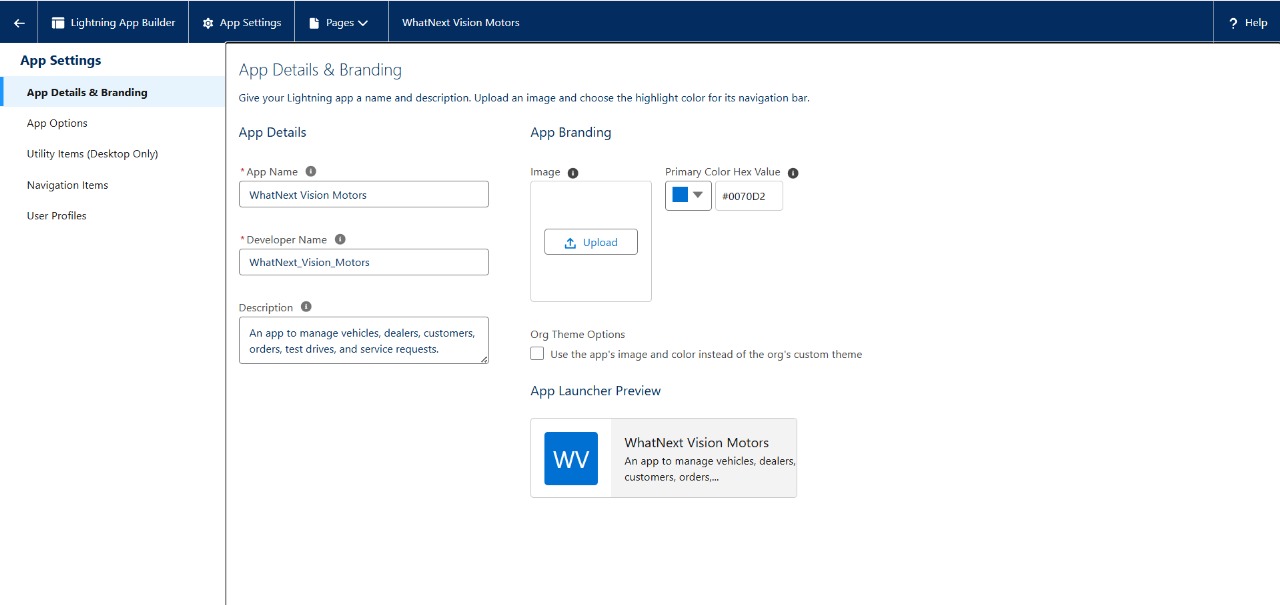 Lightning App Builder
App Settings
Pages
WhatNext Vision Motors
? Help
App Settings
App Details & Branding
App Options
Utility Items (Desktop Only)
Navigation Items
User Profiles
App Details & Branding
Give your Lightning app a name and description. Upload an image and choose the highlight color for its navigation bar.
App Details
* App Name
WhatNext Vision Motors
* Developer Name
WhatNext_Vision_Motors
Description
An app to manage vehicles, dealers, customers,
orders, test drives, and service requests.
App Branding
Image
Upload
Primary Color Hex Value
#0070D2
Org Theme Options
Use the app's image and color instead of the org's custom theme
App Launcher Preview
WV
WhatNext Vision Motors
An app to manage vehicles, dealers,
customers, orders,...